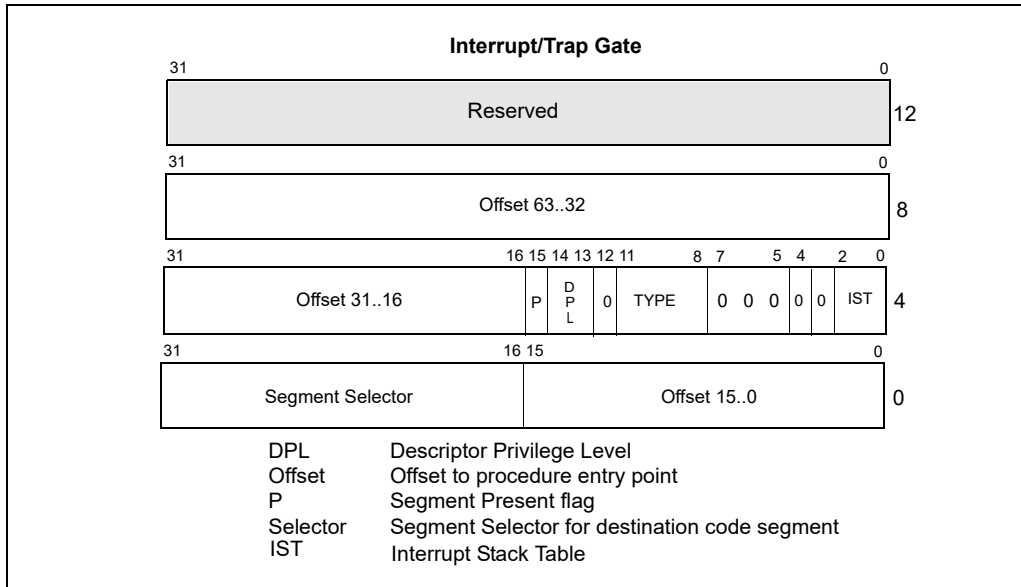 Interrupt/Trap Gate
31 0
Reserved 12
31 0
Offset 63..32 8
31 16 15 14 13 12 11 8 7 5 4 2 0
Offset 31..16 P DPL 0 TYPE 0 0 0 0 0 IST 4
31 16 15 0
Segment Selector Offset 15..0 0
DPL Descriptor Privilege Level
Offset Offset to procedure entry point
P Segment Present flag
Selector Segment Selector for destination code segment
IST Interrupt Stack Table